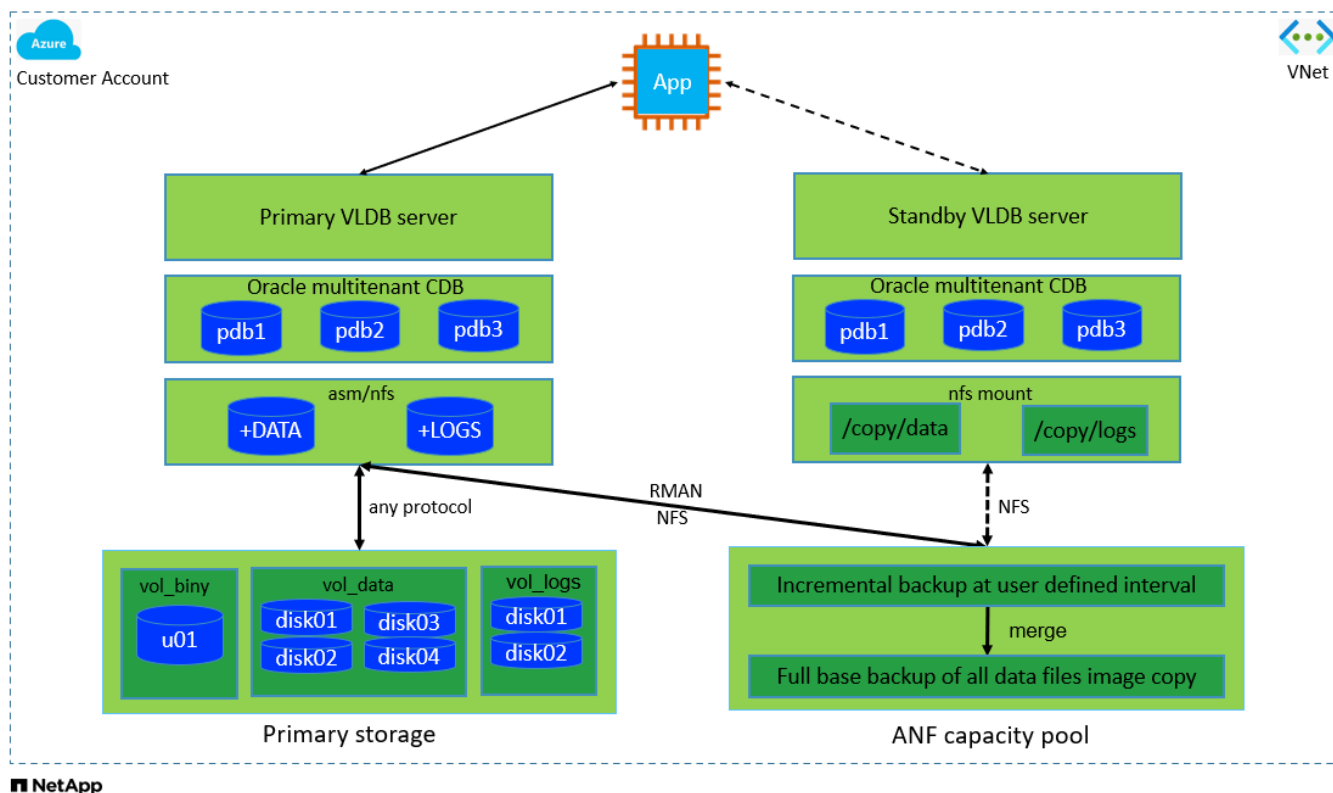 Azure
Customer Account
VNet
App
Primary VLDB server
Standby VLDB server
Oracle multitenant CDB
pdb1
pdb2
pdb3
Oracle multitenant CDB
pdb1
pdb2
pdb3
asm/nfs
+DATA
+LOGS
nfs mount
/copy/data
/copy/logs
any protocol
RMAN
NFS
NFS
vol_biny
u01
vol_data
disk01
disk03
disk02
disk04
vol_logs
disk01
disk02
Incremental backup at user defined interval
merge
Full base backup of all data files image copy
Primary storage
ANF capacity pool
NetApp